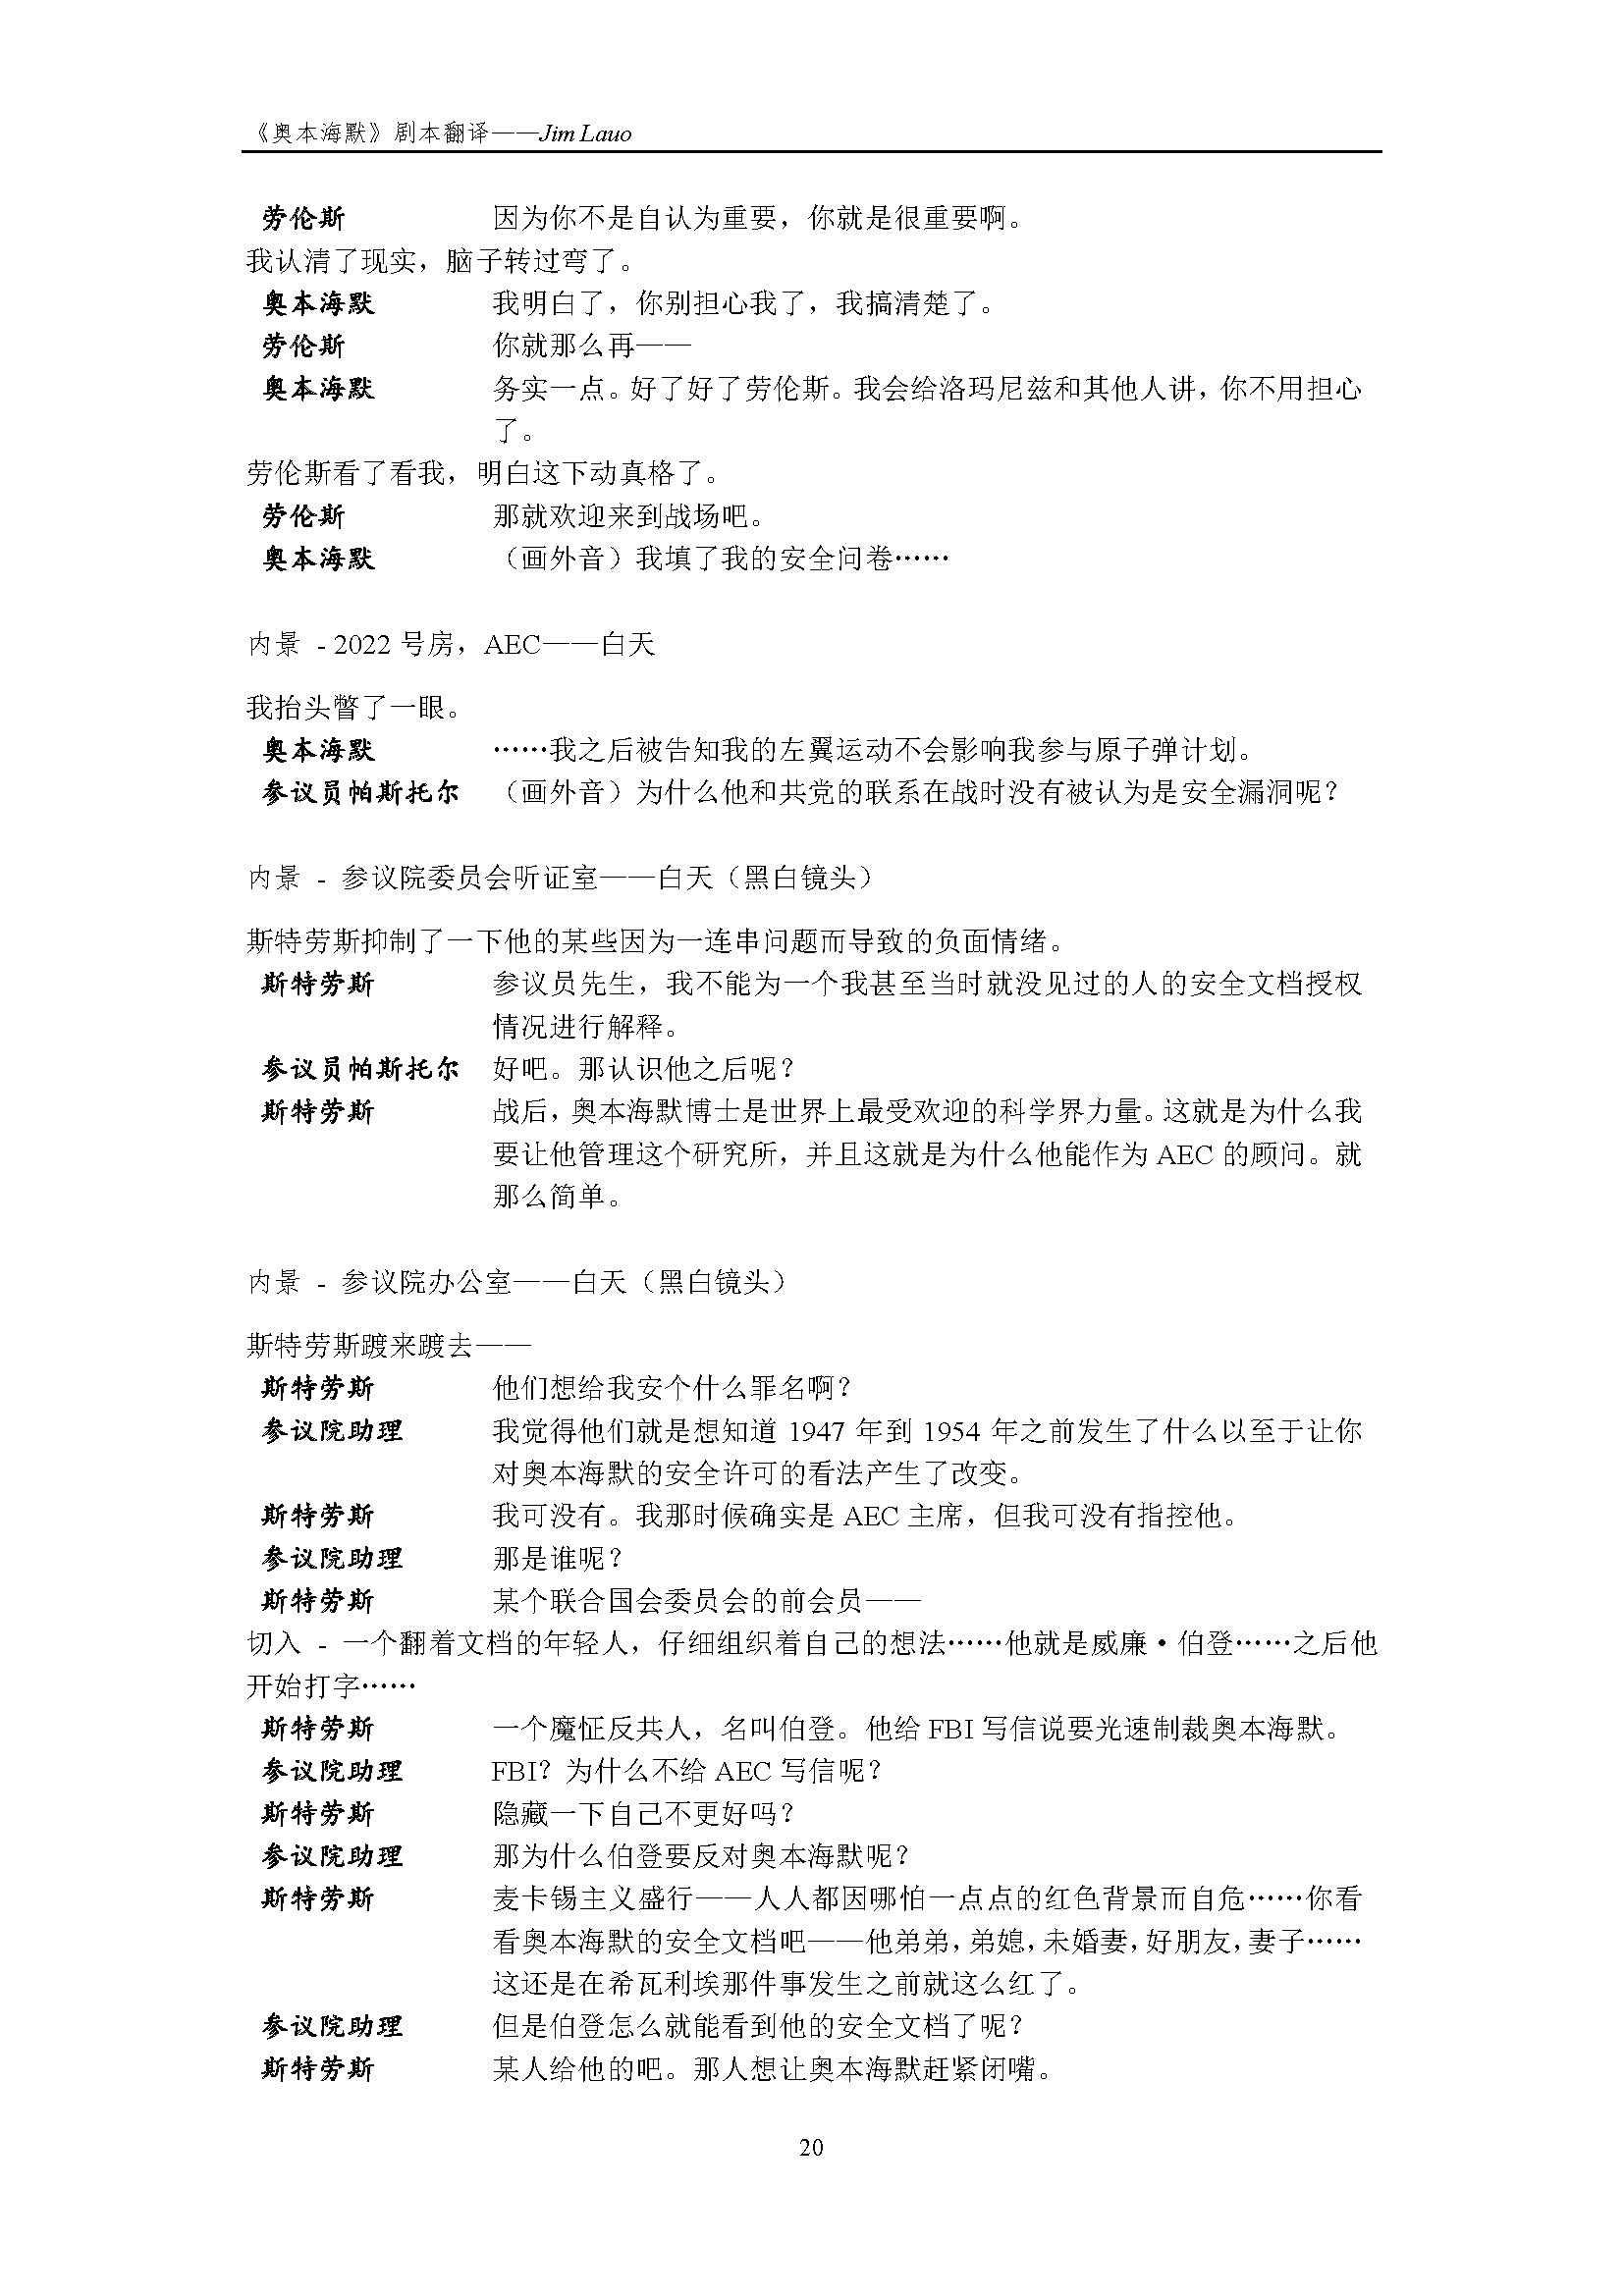 《奥本海默》剧本翻译——Jim Lauo
劳伦斯 因为你不是自认为重要，你就是很重要啊。
我认清了现实，脑子转过弯了。
奥本海默 我明白了，你别担心我了，我搞清楚了。
劳伦斯 你就那么再——
奥本海默 务实一点。好了好了劳伦斯。我会给洛玛尼兹和其他人讲，你不用担心
了。
劳伦斯看了看我，明白这下动真格了。
劳伦斯 那就欢迎来到战场吧。
奥本海默 （画外音）我填了我的安全问卷……
内景 - 2022 号房，AEC——白天
我抬头瞥了一眼。
奥本海默 ……我之后被告知我的左翼运动不会影响我参与原子弹计划。
参议员帕斯托尔 （画外音）为什么他和共党的联系在战时没有被认为是安全漏洞呢？
内景 - 参议院委员会听证室——白天（黑白镜头）
斯特劳斯抑制了一下他的某些因为一连串问题而导致的负面情绪。
斯特劳斯 参议员先生，我不能为一个我甚至当时就没见过的人的安全文档授权
情况进行解释。
参议员帕斯托尔 好吧。那认识他之后呢？
斯特劳斯 战后，奥本海默博士是世界上最受欢迎的科学界力量。这就是为什么我
要让他管理这个研究所，并且这就是为什么他能作为 AEC 的顾问。就
那么简单。
内景 - 参议院办公室——白天（黑白镜头）
斯特劳斯踱来踱去——
斯特劳斯 他们想给我安个什么罪名啊？
参议院助理 我觉得他们就是想知道 1947 年到 1954 年之前发生了什么以至于让你
对奥本海默的安全许可的看法产生了改变。
斯特劳斯 我可没有。我那时候确实是 AEC 主席，但我可没有指控他。
参议院助理 那是谁呢？
斯特劳斯 某个联合国会委员会的前会员——
切入 - 一个翻着文档的年轻人，仔细组织着自己的想法……他就是威廉·伯登……之后他
开始打字……
斯特劳斯 一个魔怔反共人，名叫伯登。他给 FBI 写信说要光速制裁奥本海默。
参议院助理 FBI？为什么不给 AEC 写信呢？
斯特劳斯 隐藏一下自己不更好吗？
参议院助理 那为什么伯登要反对奥本海默呢？
斯特劳斯 麦卡锡主义盛行——人人都因哪怕一点点的红色背景而自危……你看
看奥本海默的安全文档吧——他弟弟，弟媳，未婚妻，好朋友，妻子……
这还是在希瓦利埃那件事发生之前就这么红了。
参议院助理 但是伯登怎么就能看到他的安全文档了呢？
斯特劳斯 某人给他的吧。那人想让奥本海默赶紧闭嘴。
20